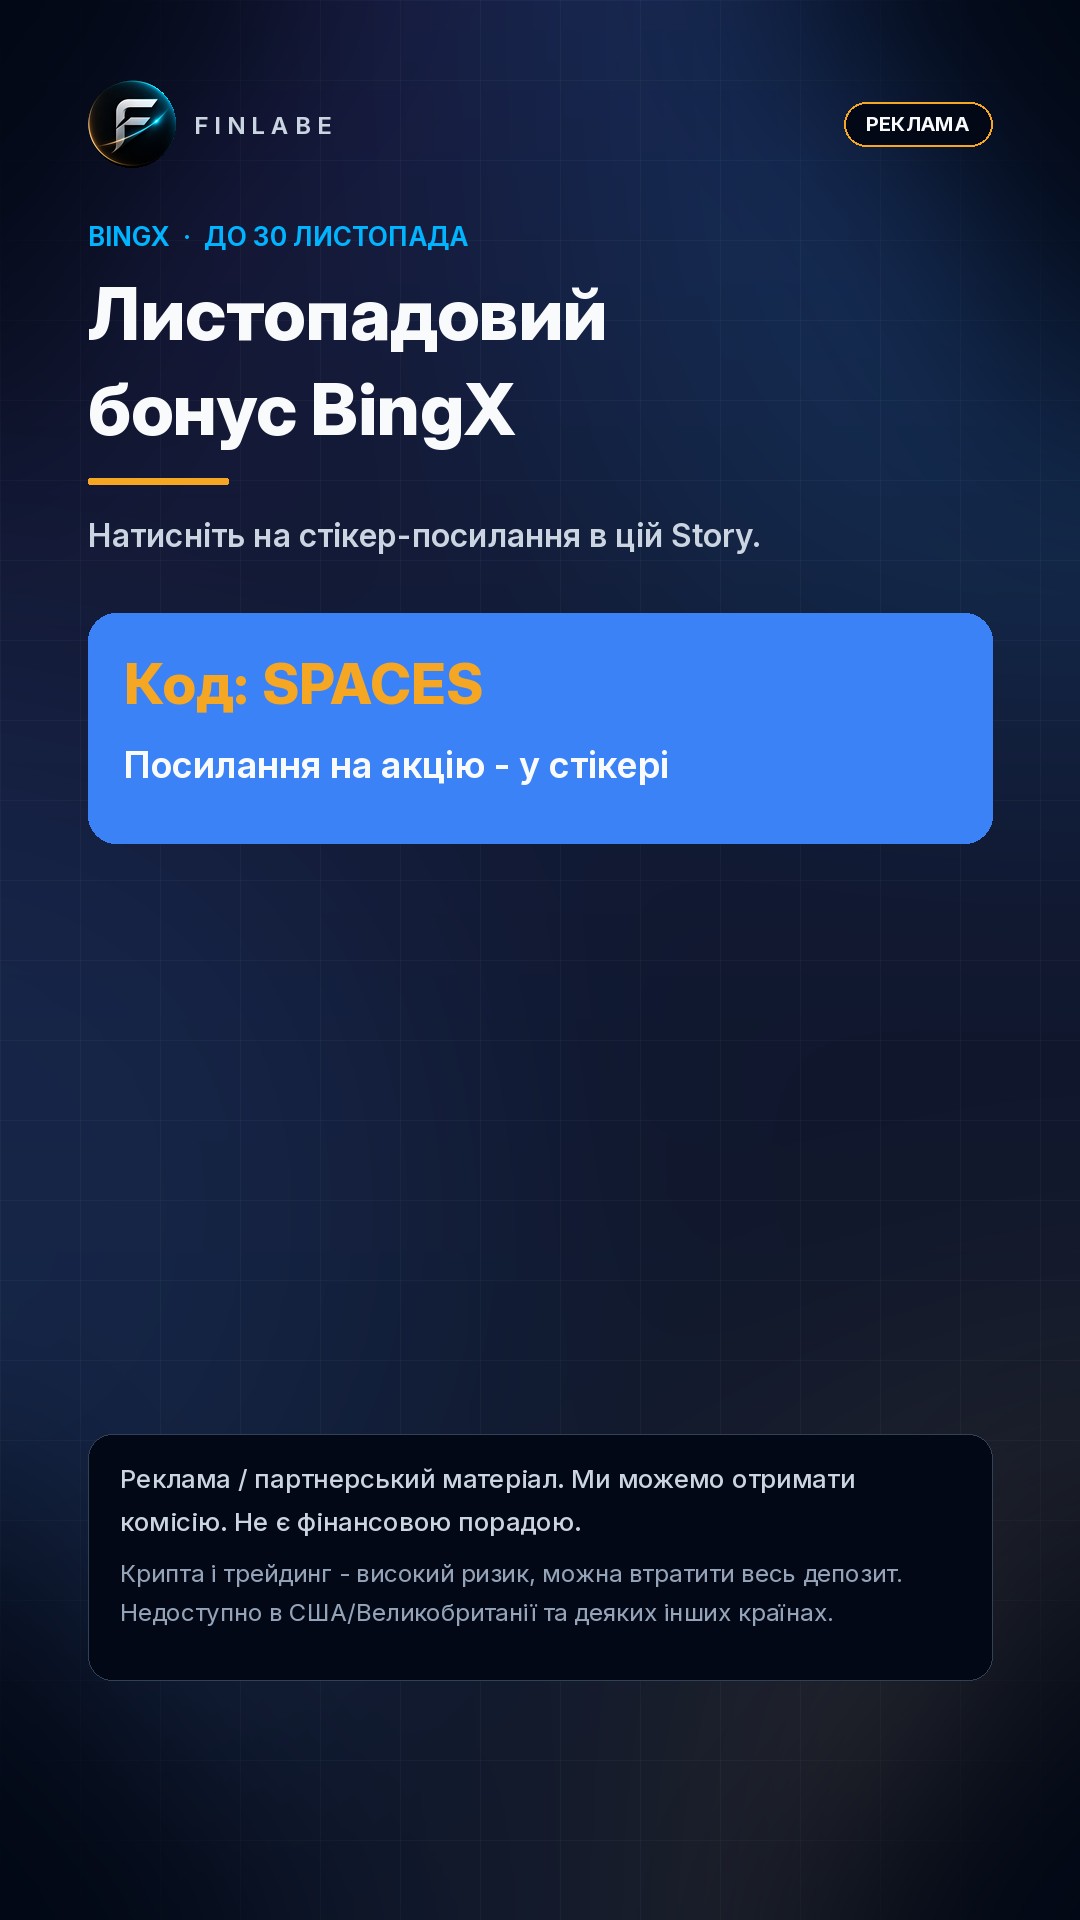 FINLABE
РЕКЛАМА
BINGX · ДО 30 ЛИСТОПАДА
Листопадовий
бонус BingX
Натисніть на стікер-посилання в цій Story.
Код: SPACES
Посилання на акцію - у стікері
Реклама / партнерський матеріал. Ми можемо отримати
комісію. Не є фінансовою порадою.
Крипта і трейдинг - високий ризик, можна втратити весь депозит.
Недоступно в США/Великобританії та деяких інших країнах.